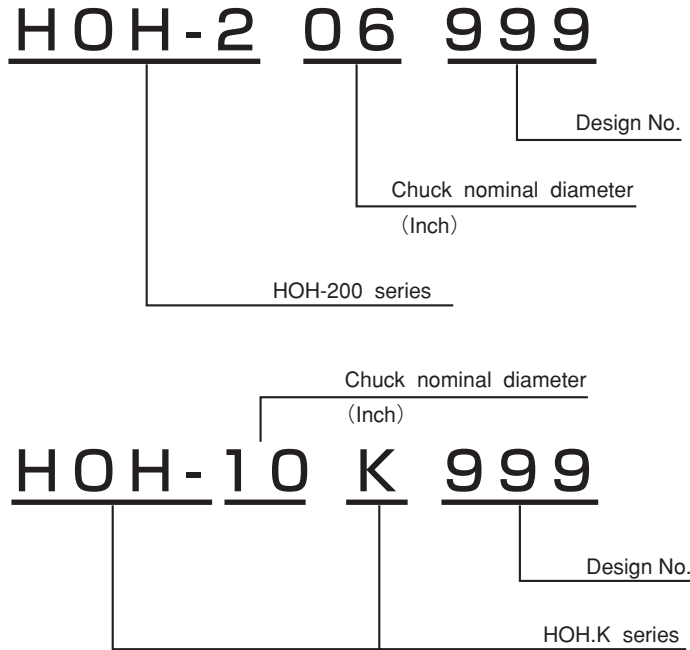 HOH-2 06 999
Design No.
Chuck nominal diameter
(Inch)
HOH-200 series
Chuck nominal diameter
(Inch)
HOH-10 K 999
Design No.
HOH.K series